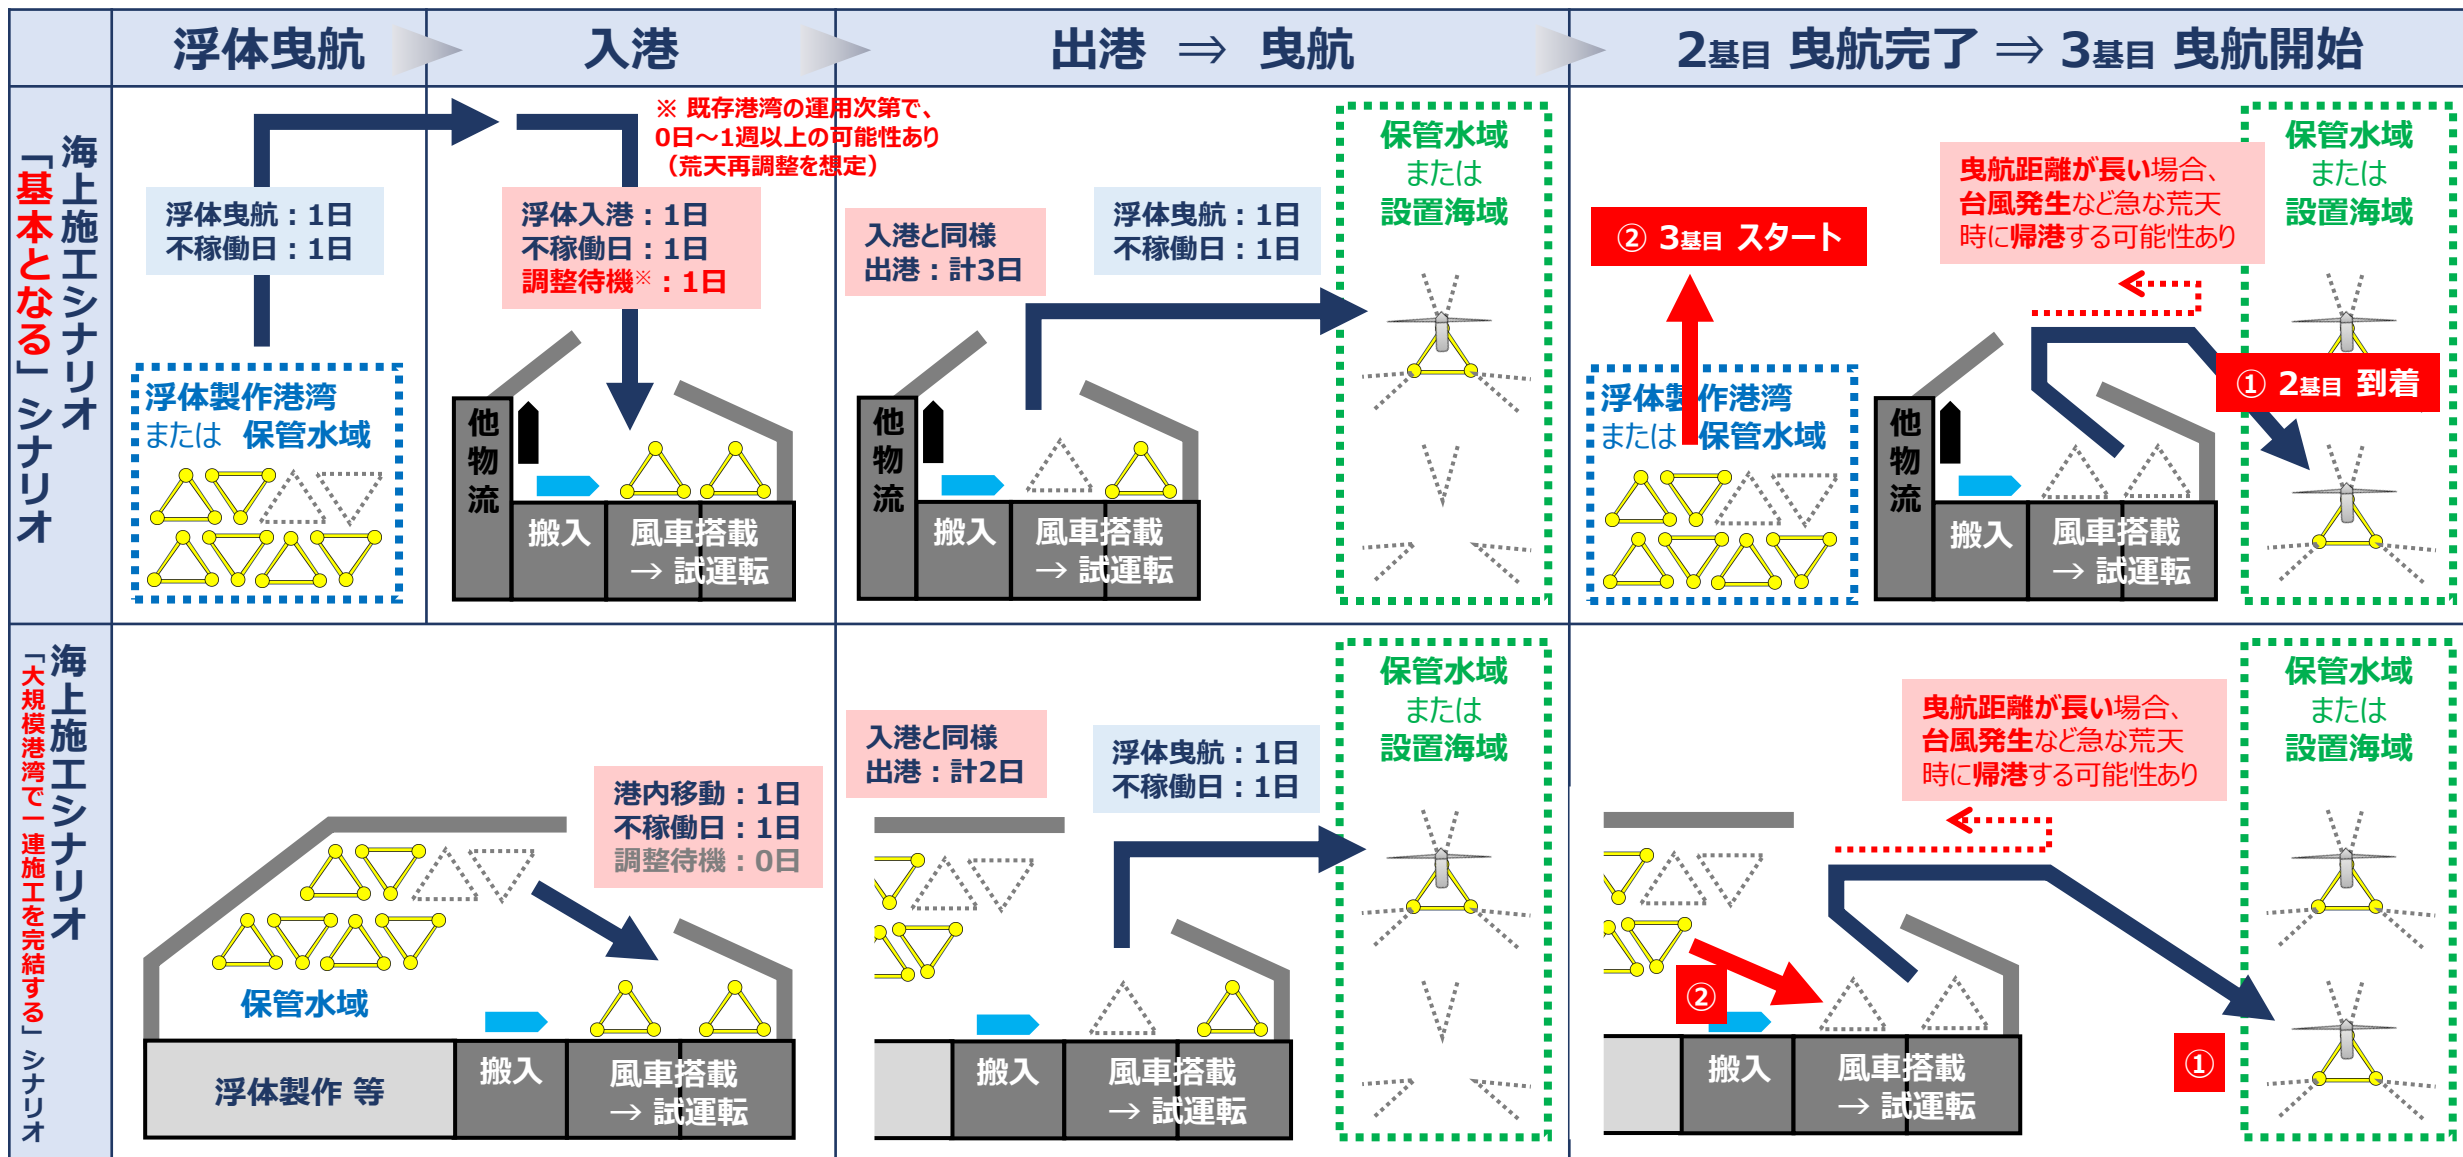 浮体曳航
入港
出港 ⇒ 曳航
2基目 曳航完了 ⇒ 3基目 曳航開始
海上施工シナリオ
「基本となる」シナリオ
浮体曳航：1日
不稼働日：1日
浮体製作港湾
または 保管水域
※ 既存港湾の運用次第で、
0日～1週以上の可能性あり
（荒天再調整を想定）
浮体入港：1日
不稼働日：1日
調整待機※：1日
他物流
搬入
風車搭載
→ 試運転
入港と同様
出港：計3日
浮体曳航：1日
不稼働日：1日
他物流
搬入
風車搭載
→ 試運転
保管水域
または
設置海域
② 3基目 スタート
浮体製作港湾
または 保管水域
曳航距離が長い場合、
台風発生など急な荒天
時に帰港する可能性あり
他物流
搬入
風車搭載
→ 試運転
保管水域
または
設置海域
① 2基目 到着
海上施工シナリオ
「大規模港湾で一連施工を完結する」シナリオ
港内移動：1日
不稼働日：1日
調整待機：0日
保管水域
浮体製作 等
搬入
風車搭載
→ 試運転
入港と同様
出港：計2日
浮体曳航：1日
不稼働日：1日
搬入
風車搭載
→ 試運転
保管水域
または
設置海域
曳航距離が長い場合、
台風発生など急な荒天
時に帰港する可能性あり
②
搬入
風車搭載
→ 試運転
①
保管水域
または
設置海域